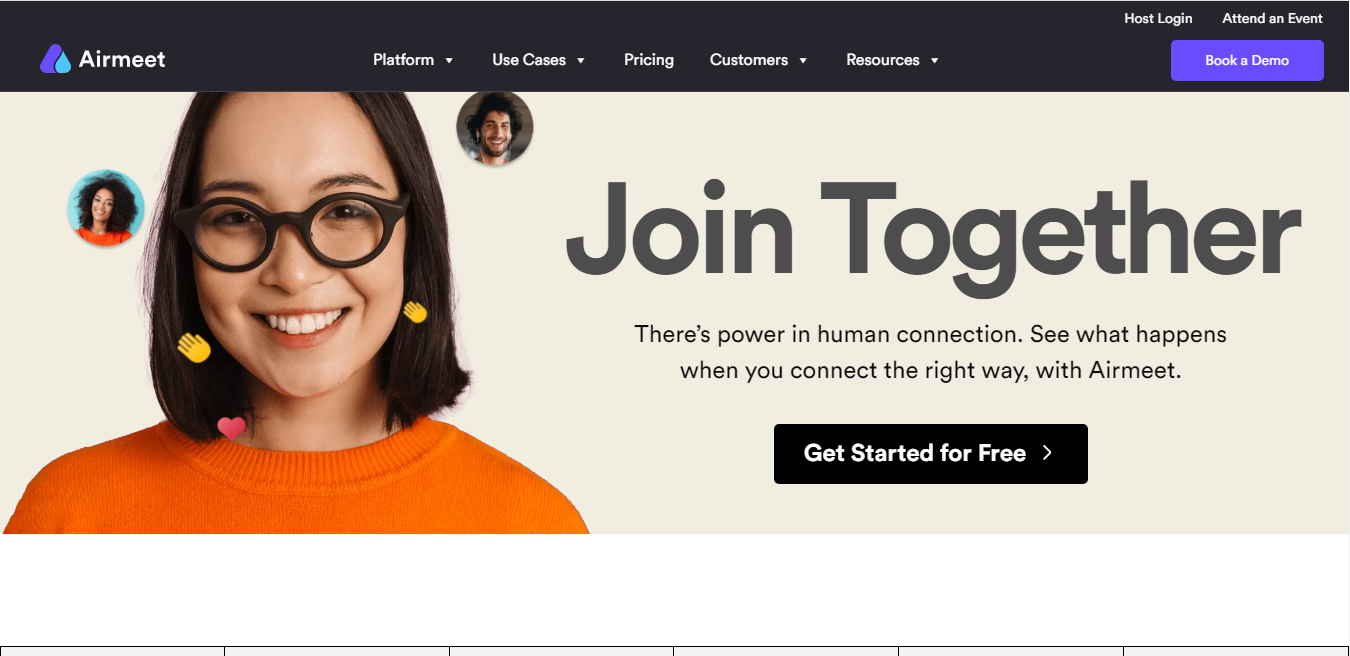 Host Login
Attend an Event
Airmeet
Platform
Use Cases
Pricing
Customers
Resources
Book a Demo
Join Together
There’s power in human connection. See what happens
when you connect the right way, with Airmeet.
Get Started for Free